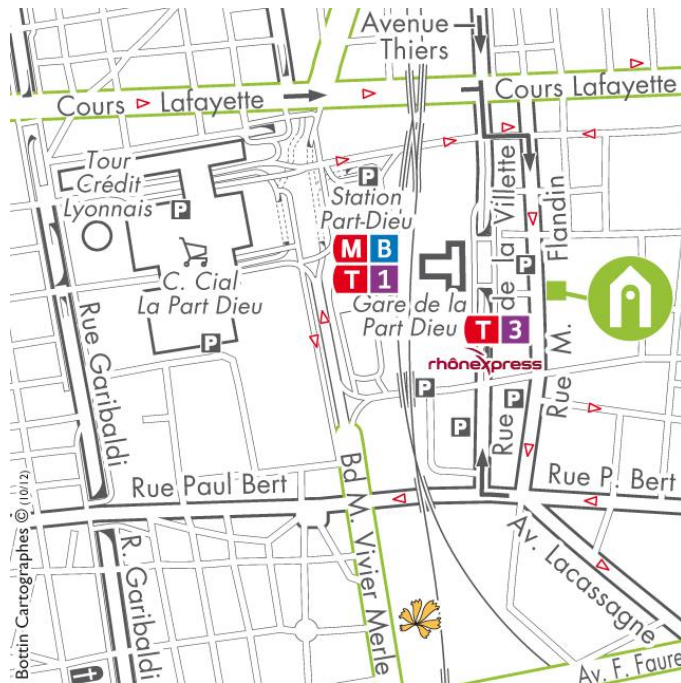 Avenue
Thiers
Cours Lafayette
Cours Lafayette
Tour
Crédit
Lyonnais
P
P
Station
Part-Dieu
M B
T 1
C. Cial
La Part Dieu
P
Gare de la
Part Dieu
T 3
rhônexpress
Rue de la Villette
P
Rue M. Flandin
P
P
P
Rue Garibaldi
Rue Paul Bert
Rue P. Bert
Bd M. Vivier Merle
Av. Lacassagne
R. Garibaldi
Av. F. Faure
Bottin Cartographes © (10/12)